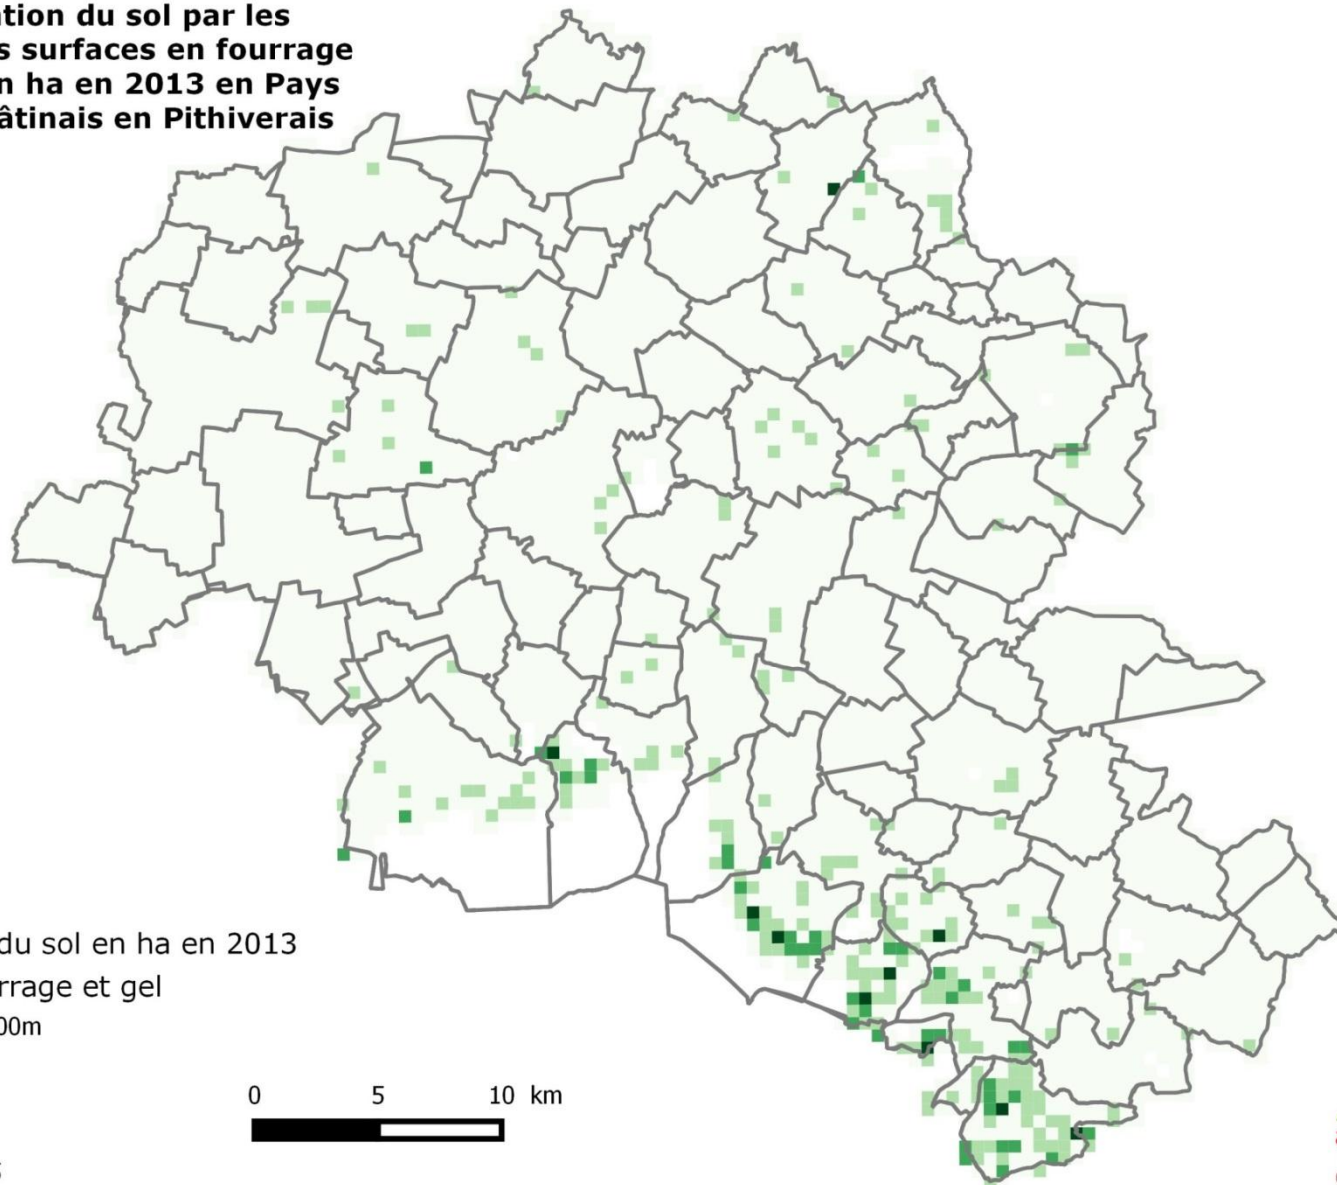 tion du sol par les
s surfaces en fourrage
n ha en 2013 en Pays
âtinais en Pithiverais
du sol en ha en 2013
rrage et gel
00m
0 5 10 km